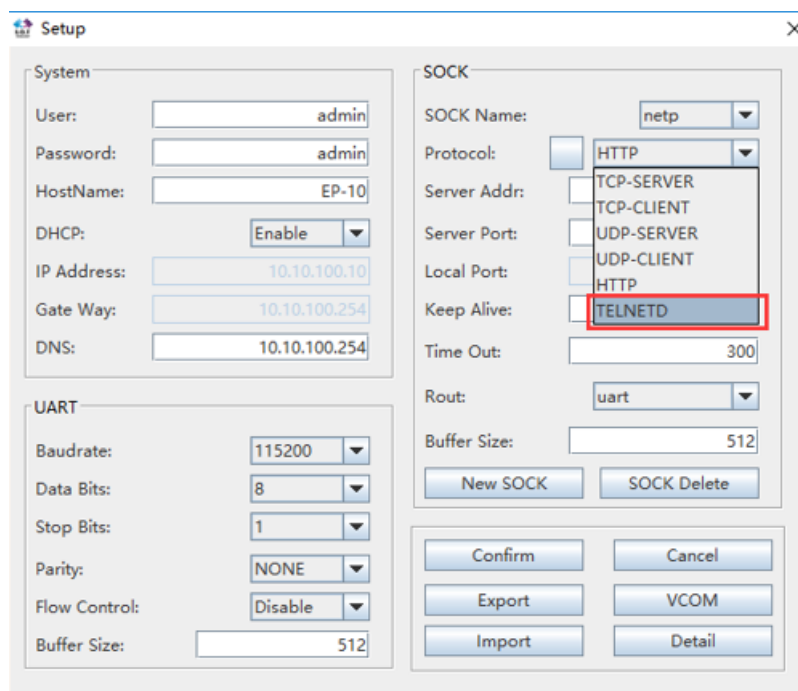 Setup
System
User: admin
Password: admin
HostName: EP-10
DHCP: Enable
IP Address: 10.10.100.10
Gate Way: 10.10.100.254
DNS: 10.10.100.254
UART
Baudrate: 115200
Data Bits: 8
Stop Bits: 1
Parity: NONE
Flow Control: Disable
Buffer Size: 512
SOCK
SOCK Name: netp
Protocol: HTTP
TCP-SERVER
TCP-CLIENT
UDP-SERVER
UDP-CLIENT
HTTP
TELNETD
Server Addr:
Server Port:
Local Port:
Keep Alive:
Time Out: 300
Rout: uart
Buffer Size: 512
New SOCK SOCK Delete
Confirm Cancel
Export VCOM
Import Detail